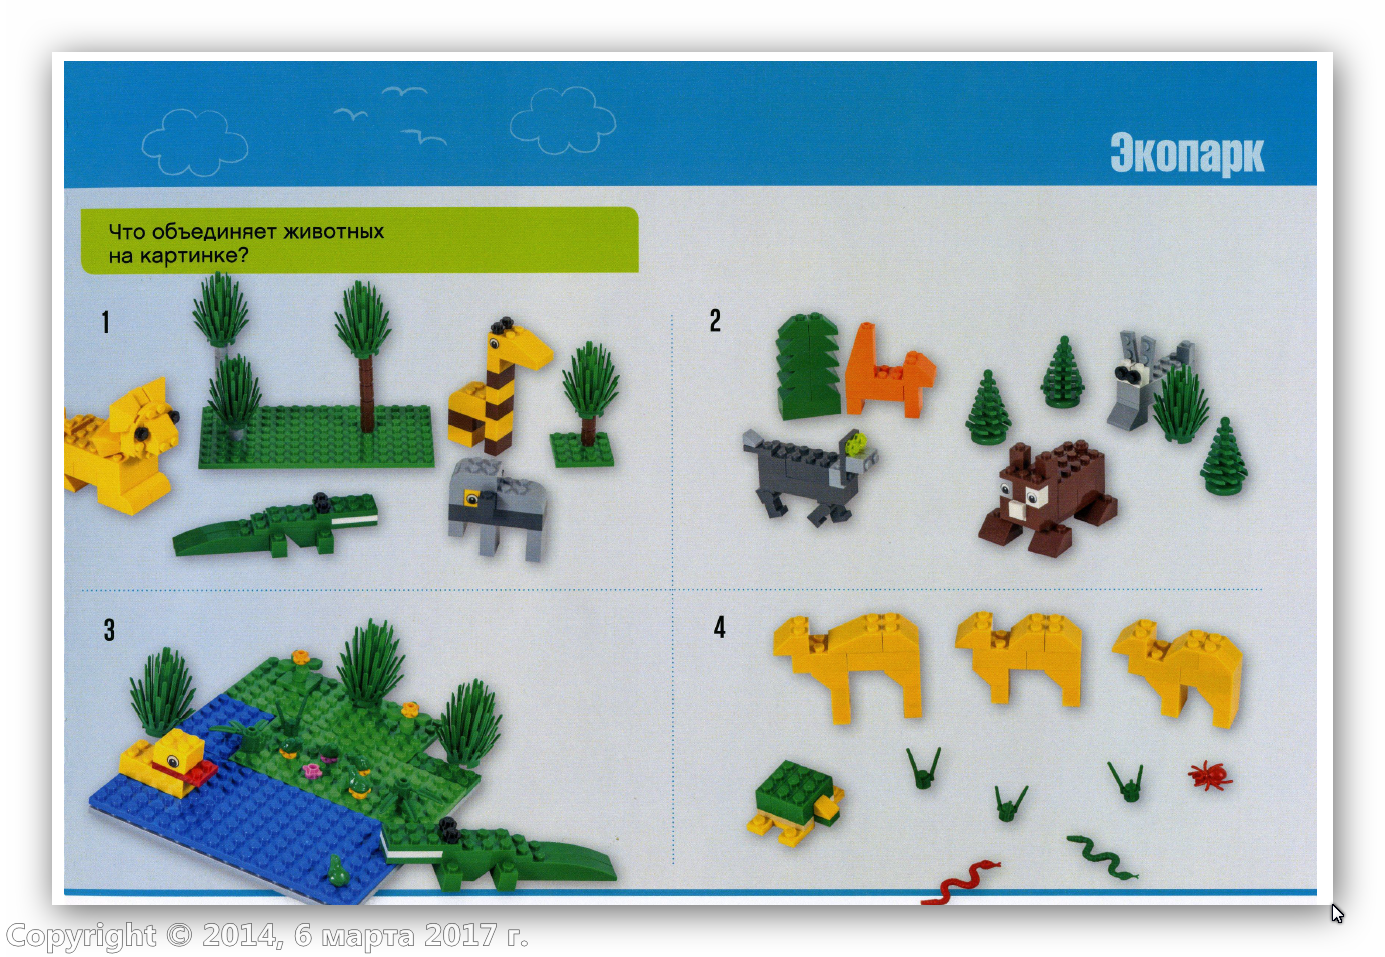 Экопарк
Что объединяет животных
на картинке?
1
2
3
4
Copyright © 2014, 6 марта 2017 г.